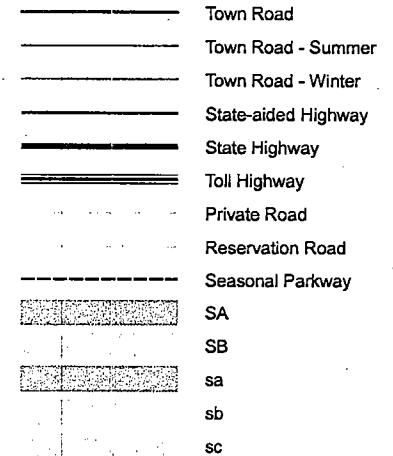 Town Road
Town Road - Summer
Town Road - Winter
State-aided Highway
State Highway
Toll Highway
Private Road
Reservation Road
Seasonal Parkway
SA
SB
sa
sb
sc